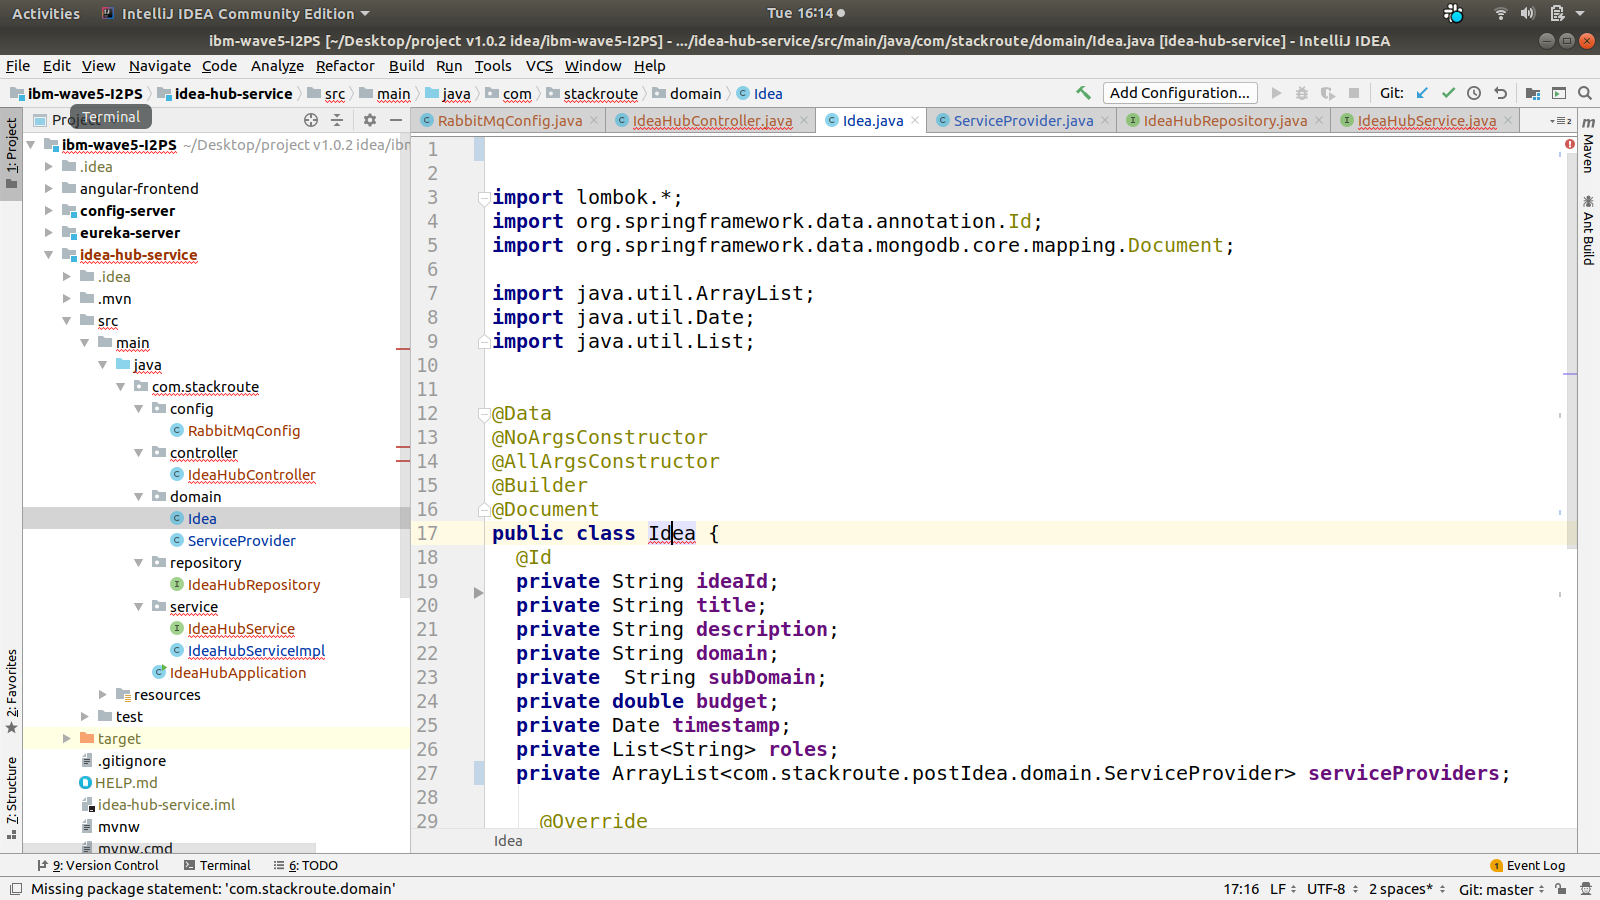 Activities
IntelliJ IDEA Community Edition
Tue 16:14
ibm-wave5-I2PS [~/Desktop/project v1.0.2 idea/ibm-wave5-I2PS] - .../idea-hub-service/src/main/java/com/stackroute/domain/Idea.java [idea-hub-service] - IntelliJ IDEA
File Edit View Navigate Code Analyze Refactor Build Run Tools VCS Window Help
ibm-wave5-I2PS idea-hub-service src main java com stackroute domain Idea
Add Configuration...
Git:
Terminal
RabbitMqConfig.java IdeaHubController.java Idea.java ServiceProvider.java IdeaHubRepository.java IdeaHubService.java
2
1: Project
2: Favorites
7: Structure
ibm-wave5-I2PS ~/Desktop/project v1.0.2 idea/ibm
.idea
angular-frontend
config-server
eureka-server
idea-hub-service
.idea
.mvn
src
main
java
com.stackroute
config
RabbitMqConfig
controller
IdeaHubController
domain
Idea
ServiceProvider
repository
IdeaHubRepository
service
IdeaHubService
IdeaHubServiceImpl
IdeaHubApplication
resources
test
target
.gitignore
HELP.md
idea-hub-service.iml
mvnw
mvnw.cmd
1
2
3 import lombok.*;
4 import org.springframework.data.annotation.Id;
5 import org.springframework.data.mongodb.core.mapping.Document;
6
7 import java.util.ArrayList;
8 import java.util.Date;
9 import java.util.List;
10
11
12 @Data
13 @NoArgsConstructor
14 @AllArgsConstructor
15 @Builder
16 @Document
17 public class Idea {
18 @Id
19 private String ideaId;
20 private String title;
21 private String description;
22 private String domain;
23 private  String subDomain;
24 private double budget;
25 private Date timestamp;
26 private List<String> roles;
27 private ArrayList<com.stackroute.postIdea.domain.ServiceProvider> serviceProviders;
28
29 @Override
Idea
Maven
Ant Build
9: Version Control
Terminal
6: TODO
1 Event Log
Missing package statement: 'com.stackroute.domain'
17:16 LF UTF-8 2 spaces* Git: master